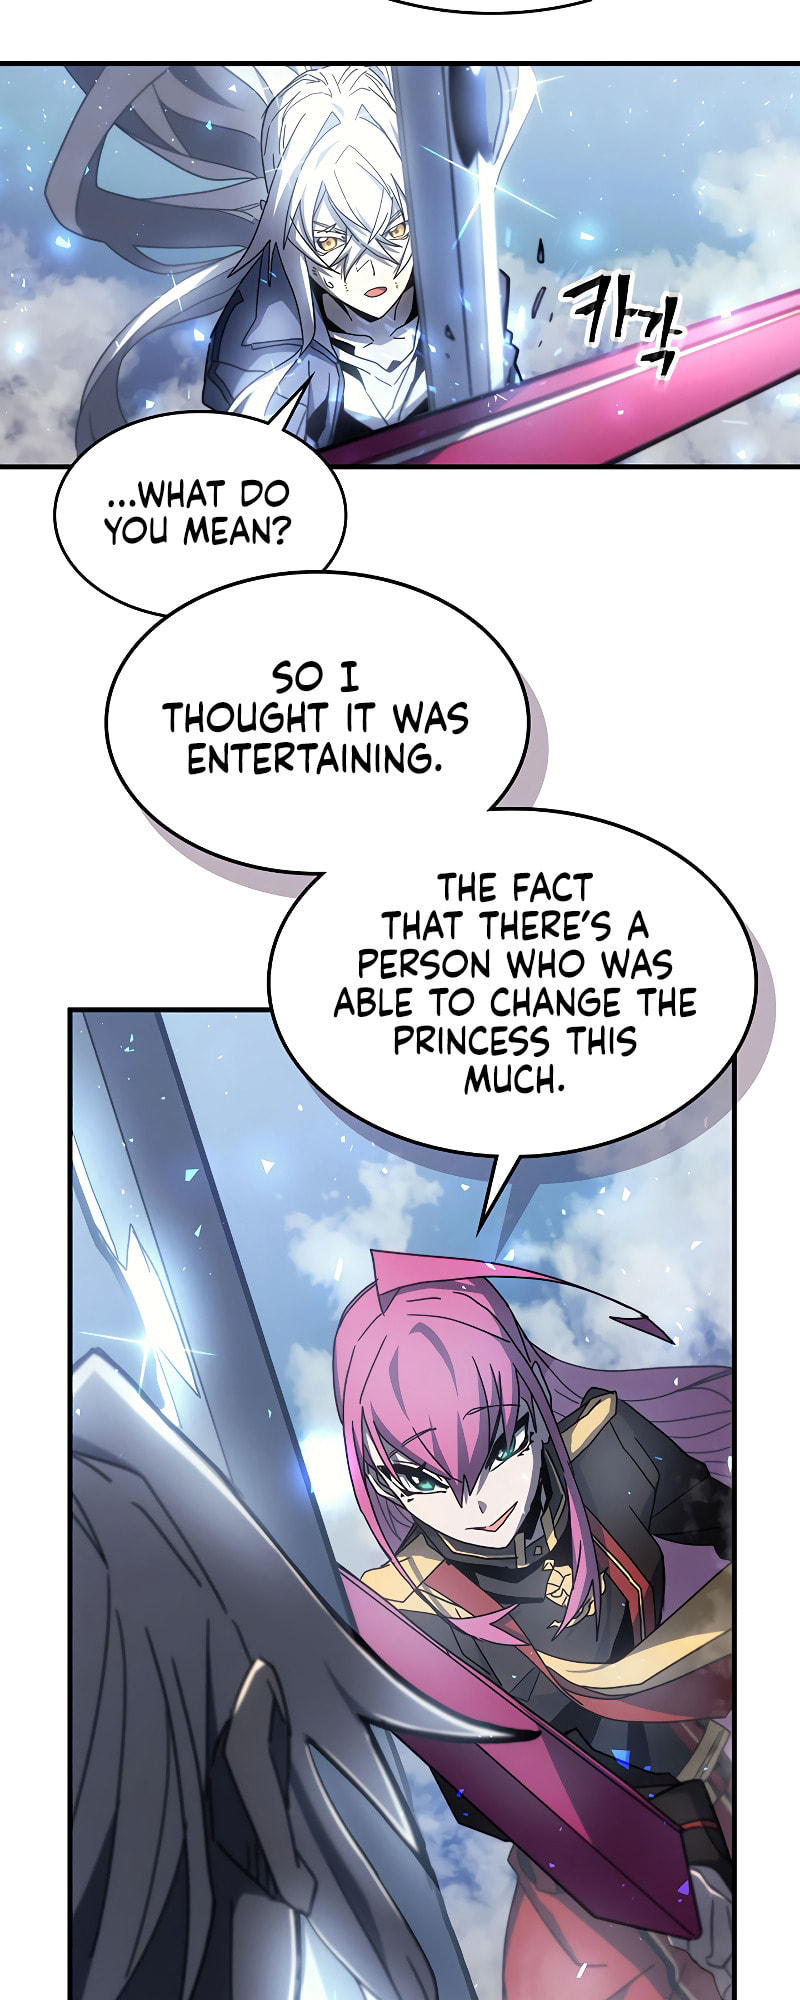 카각
...WHAT DO
YOU MEAN?
SO I
THOUGHT IT WAS
ENTERTAINING.
THE FACT
THAT THERE'S A
PERSON WHO WAS
ABLE TO CHANGE THE
PRINCESS THIS
MUCH.